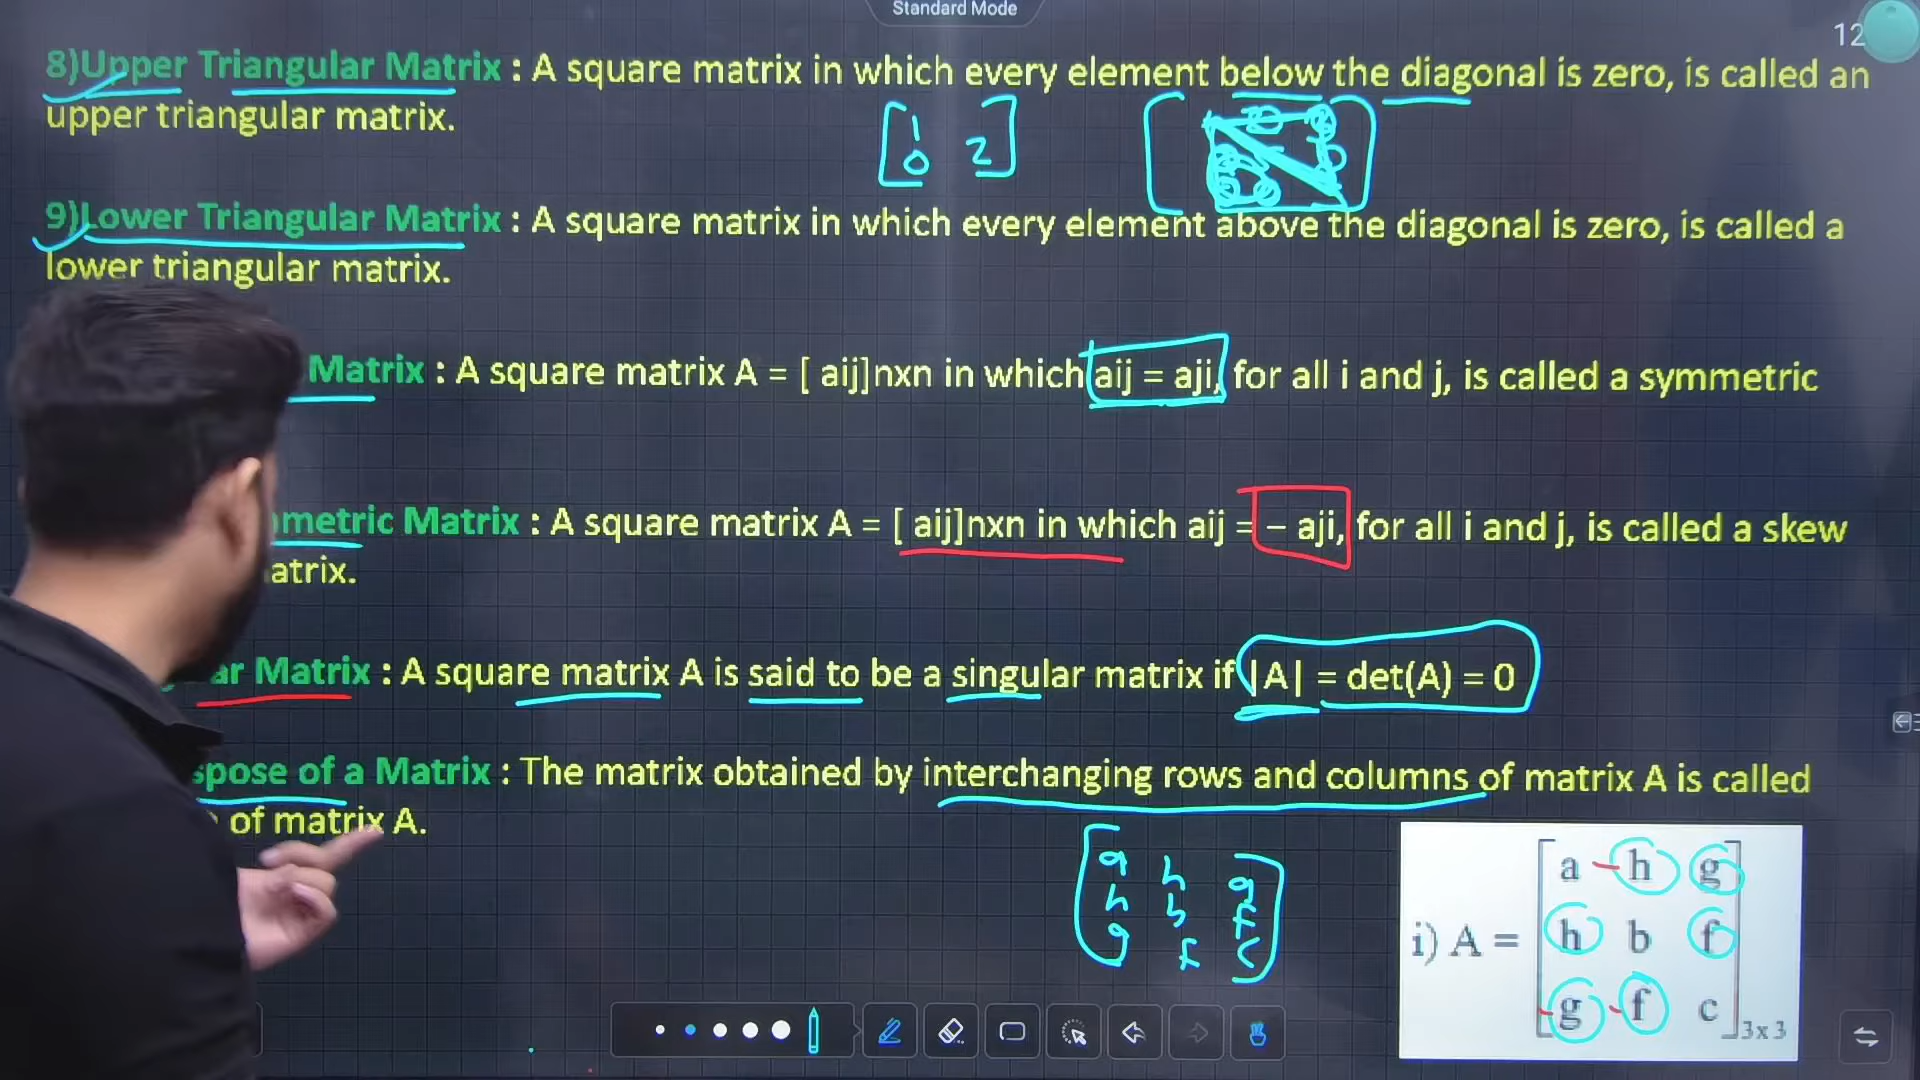 Standard Mode
12
8)Upper Triangular Matrix : A square matrix in which every element below the diagonal is zero, is called an
upper triangular matrix.
1
0 2
9)Lower Triangular Matrix : A square matrix in which every element above the diagonal is zero, is called a
lower triangular matrix.
Matrix : A square matrix A = [ aij]nxn in which aij = aji, for all i and j, is called a symmetric
metric Matrix : A square matrix A = [ aij]nxn in which aij = – aji, for all i and j, is called a skew
atrix.
ar Matrix : A square matrix A is said to be a singular matrix if |A| = det(A) = 0
spose of a Matrix : The matrix obtained by interchanging rows and columns of matrix A is called
of matrix A.
a h g
h b f
g f c
a – h g
i) A = h b f
- g - f c 3x3